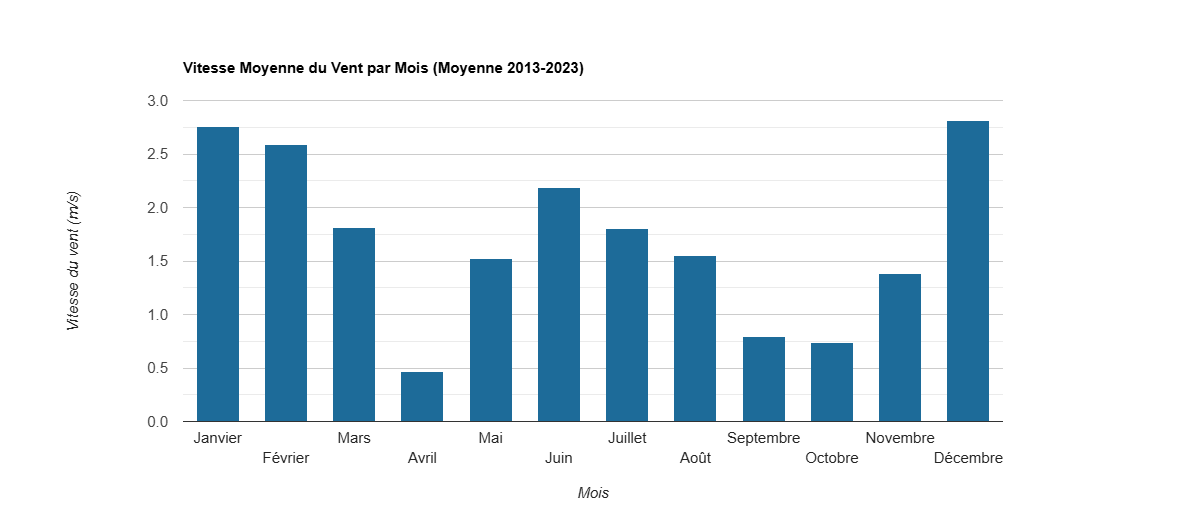 Vitesse Moyenne du Vent par Mois (Moyenne 2013-2023)
Vitesse du vent (m/s)
3.0
2.5
2.0
1.5
1.0
0.5
0.0
Janvier
Février
Mars
Avril
Mai
Juin
Juillet
Août
Septembre
Octobre
Novembre
Décembre
Mois